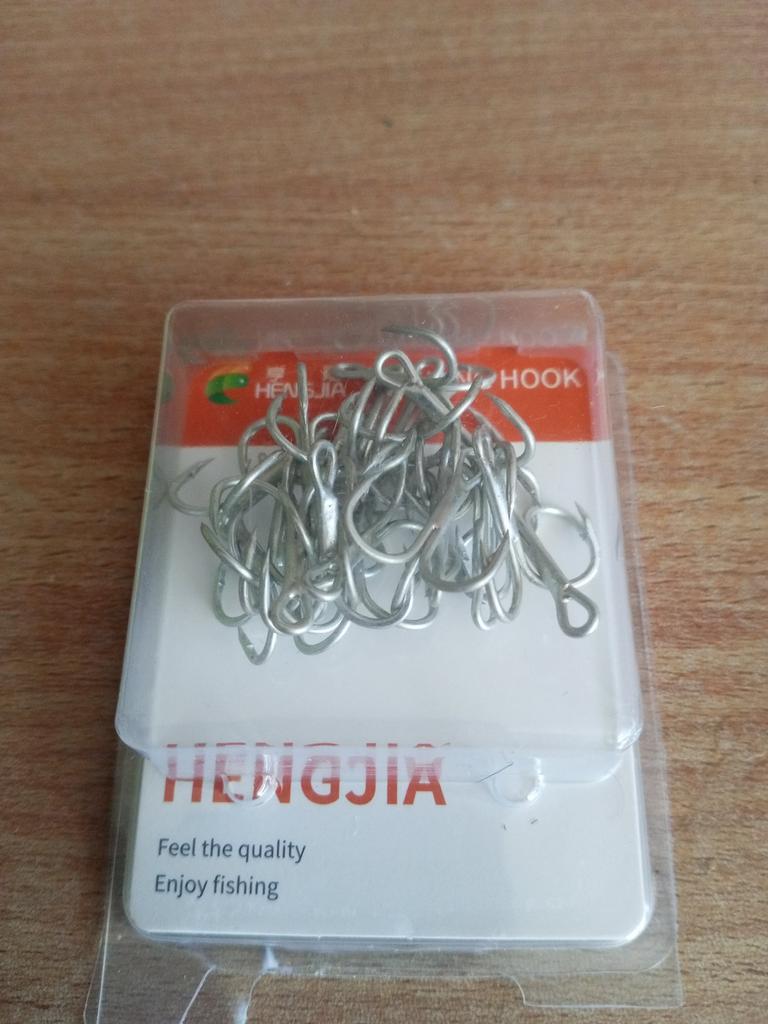 HENGJIA HOOK
HENGJIA
Feel the quality
Enjoy fishing